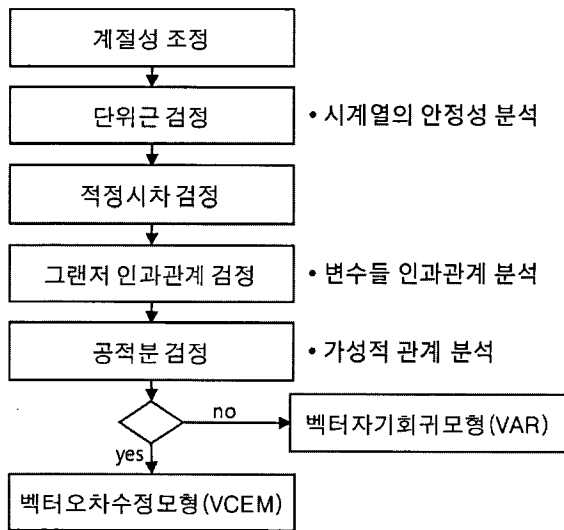 계절성 조정
단위근 검정
• 시계열의 안정성 분석
적정시차 검정
그랜저 인과관계 검정
• 변수들 인과관계 분석
공적분 검정
• 가성적 관계 분석
no
벡터자기회귀모형(VAR)
yes
벡터오차수정모형(VCEM)